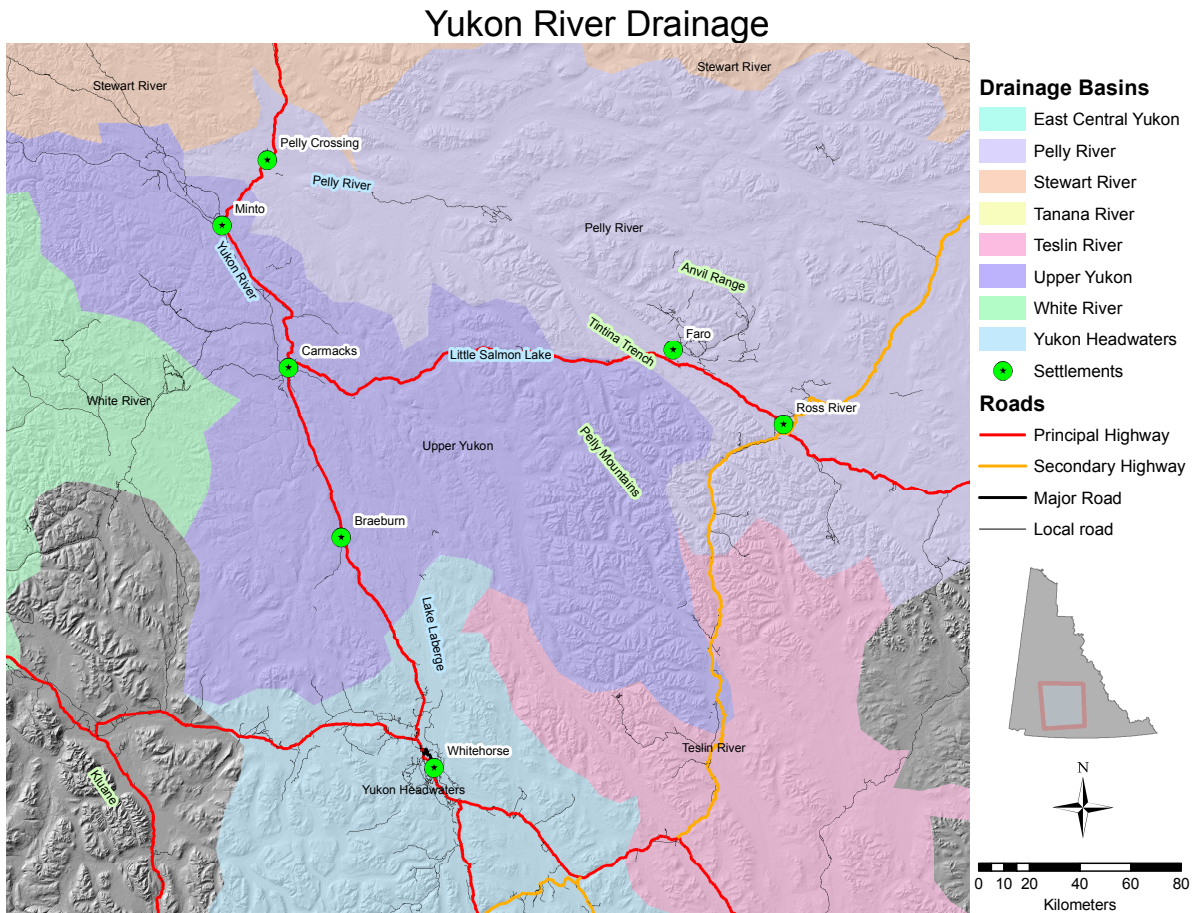 Yukon River Drainage
Stewart River
Stewart River
Pelly Crossing
Pelly River
Minto
Pelly River
Yukon River
Anvil Range
Tintina Trench
Faro
Carmacks
Little Salmon Lake
White River
Ross River
Upper Yukon
Pelly Mountains
Braeburn
Lake Laberge
Teslin River
Whitehorse
Yukon Headwaters
Kluane
Drainage Basins
East Central Yukon
Pelly River
Stewart River
Tanana River
Teslin River
Upper Yukon
White River
Yukon Headwaters
Settlements
Roads
Principal Highway
Secondary Highway
Major Road
Local road
N
0 10 20 40 60 80
Kilometers